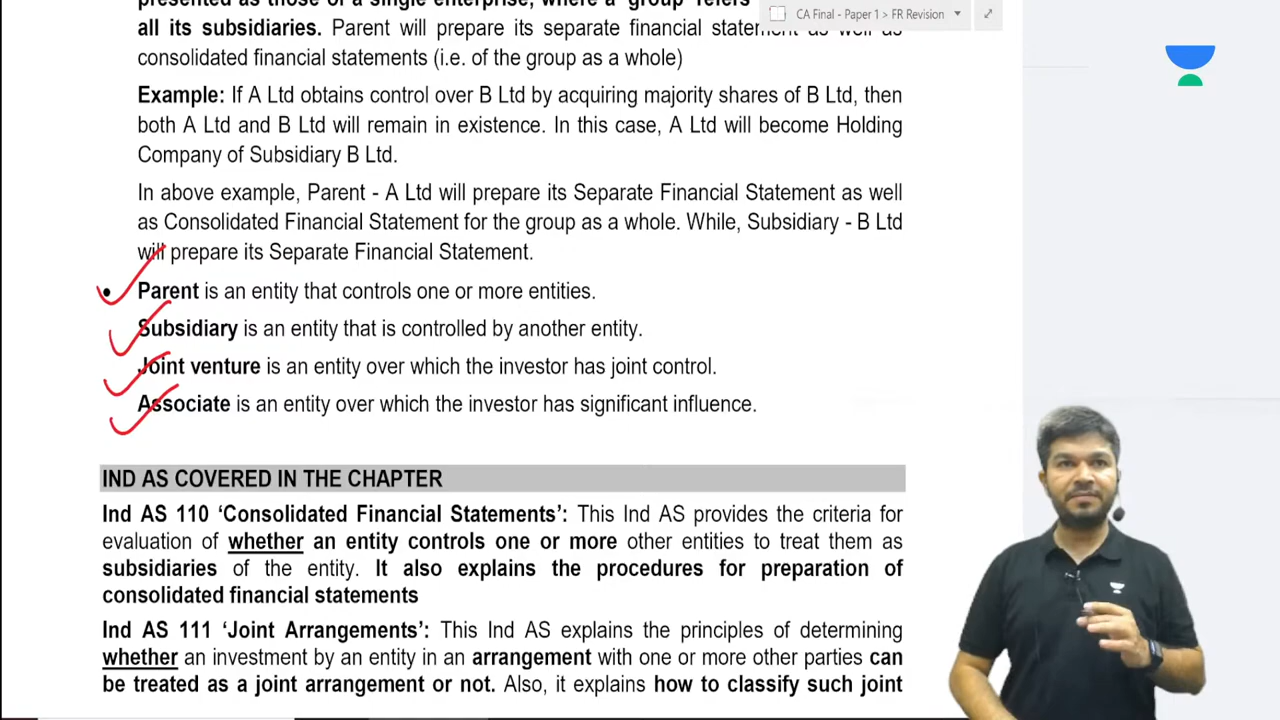 presented as those of a single enterprise, where a 'group' refers
all its subsidiaries. Parent will prepare its separate financial statement as well as
consolidated financial statements (i.e. of the group as a whole)
CA Final - Paper 1 > FR Revision
Example: If A Ltd obtains control over B Ltd by acquiring majority shares of B Ltd, then
both A Ltd and B Ltd will remain in existence. In this case, A Ltd will become Holding
Company of Subsidiary B Ltd.
In above example, Parent - A Ltd will prepare its Separate Financial Statement as well
as Consolidated Financial Statement for the group as a whole. While, Subsidiary - B Ltd
will prepare its Separate Financial Statement.
• Parent is an entity that controls one or more entities.
Subsidiary is an entity that is controlled by another entity.
Joint venture is an entity over which the investor has joint control.
Associate is an entity over which the investor has significant influence.
IND AS COVERED IN THE CHAPTER
Ind AS 110 ‘Consolidated Financial Statements’: This Ind AS provides the criteria for
evaluation of whether an entity controls one or more other entities to treat them as
subsidiaries of the entity. It also explains the procedures for preparation of
consolidated financial statements
Ind AS 111 ‘Joint Arrangements’: This Ind AS explains the principles of determining
whether an investment by an entity in an arrangement with one or more other parties can
be treated as a joint arrangement or not. Also, it explains how to classify such joint